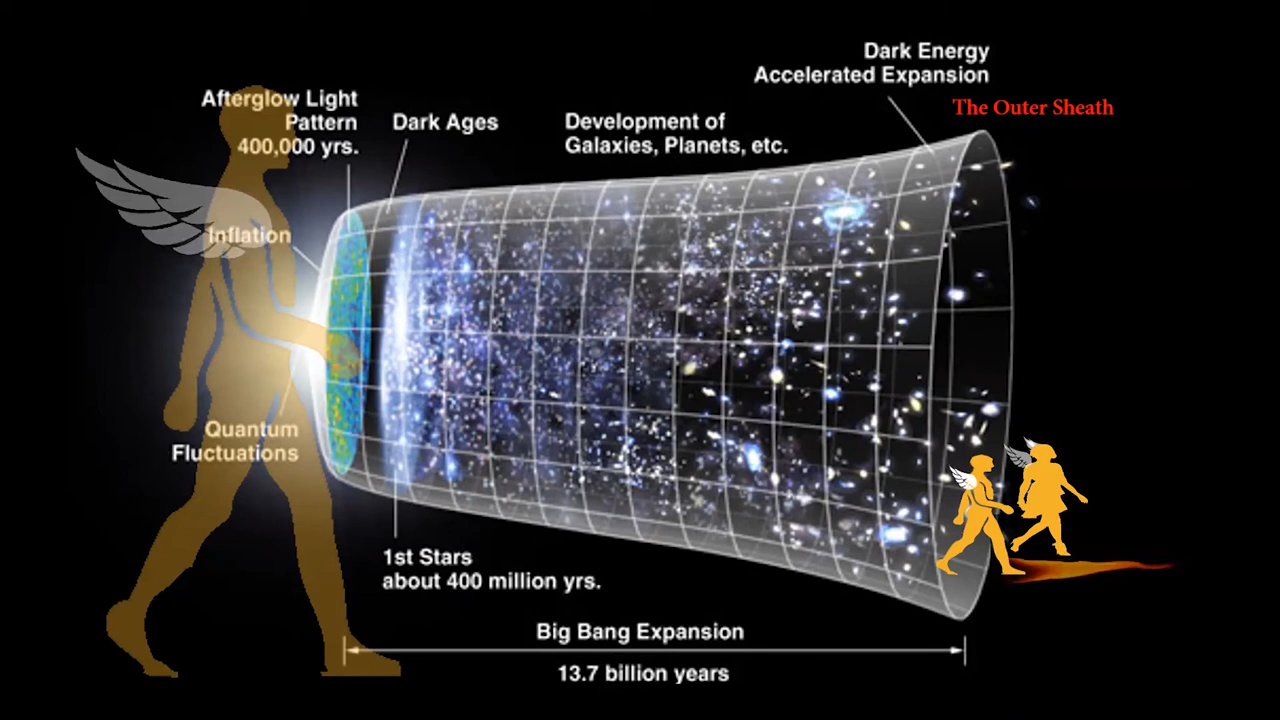 Dark Energy
Accelerated Expansion
The Outer Sheath
Afterglow Light
Pattern
400,000 yrs.
Dark Ages
Development of
Galaxies, Planets, etc.
Inflation
Quantum
Fluctuations
1st Stars
about 400 million yrs.
Big Bang Expansion
13.7 billion years